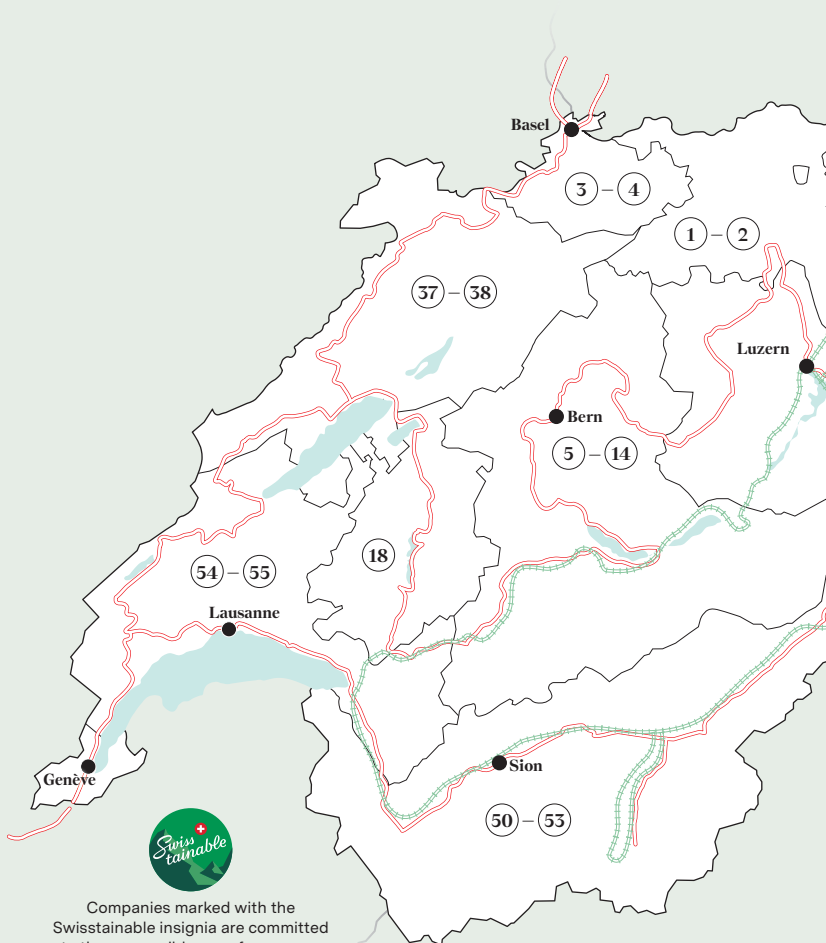 Basel
3 – 4
1 – 2
37 – 38
Luzern
Bern
5 – 14
18
54 – 55
Lausanne
Sion
Genève
50 – 53
Swiss
tainable
Companies marked with the
Swisstainable insignia are committed